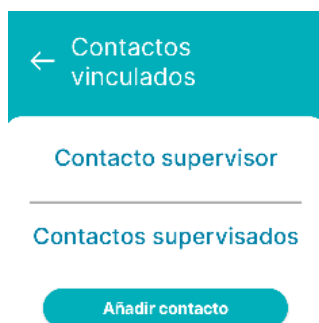 Contactos
vinculados
Contacto supervisor
Contactos supervisados
Añadir contacto